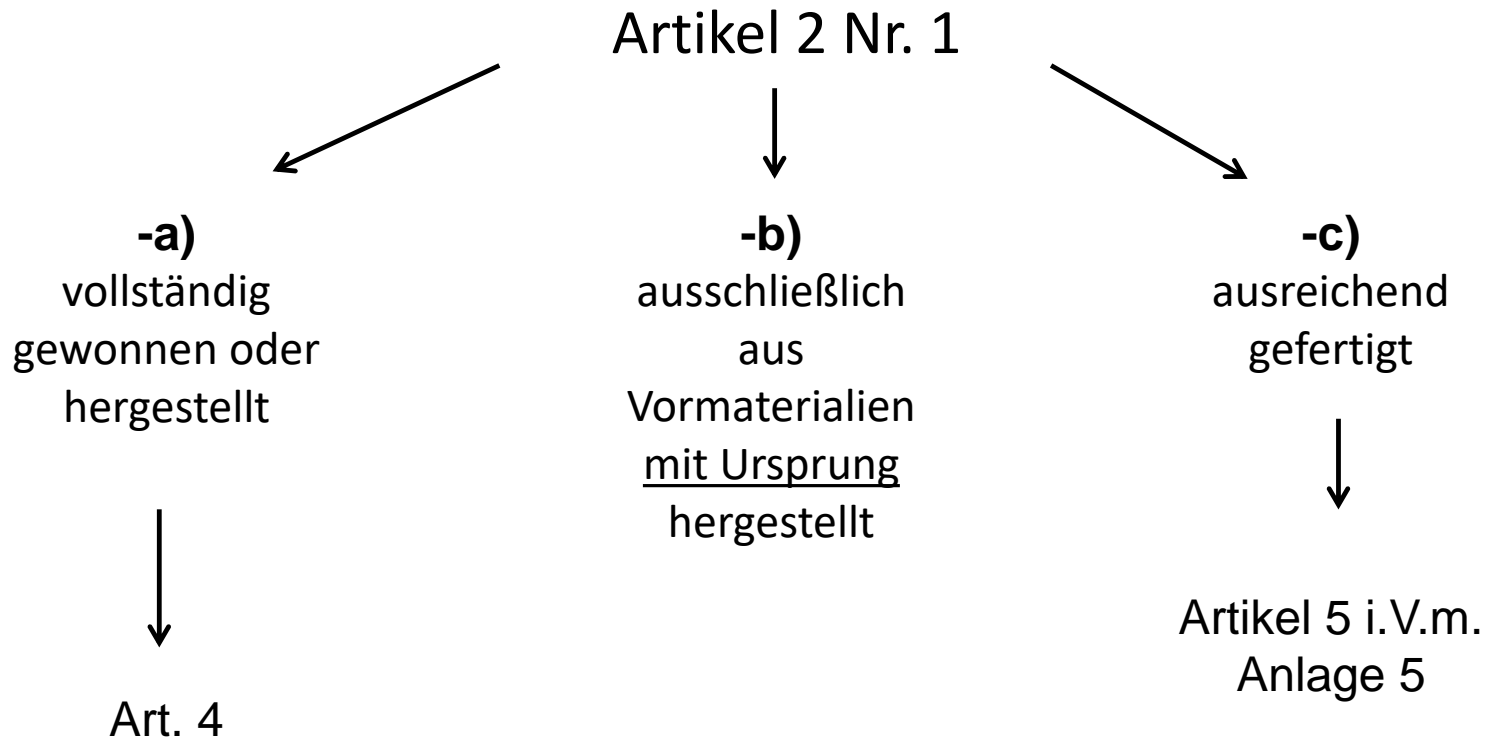 Artikel 2 Nr. 1
-a)
vollständig
gewonnen oder
hergestellt
Art. 4
-b)
ausschließlich
aus
Vormaterialien
mit Ursprung
hergestellt
-c)
ausreichend
gefertigt
Artikel 5 i.V.m.
Anlage 5